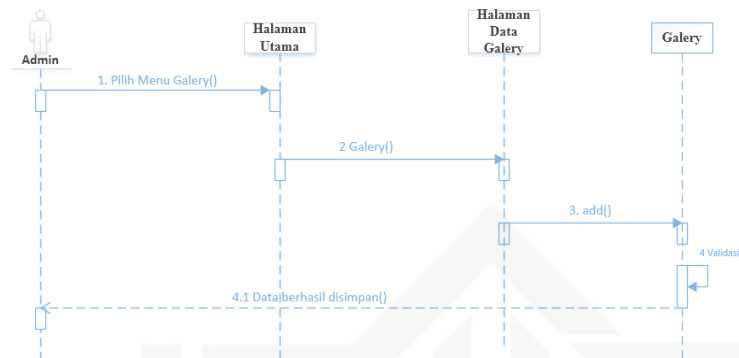 Admin
Halaman
Utama
Halaman
Data
Galery
Galery
1. Pilih Menu Galery()
2 Galery()
3. add()
4 Validasi
4.1 Data berhasil disimpan()